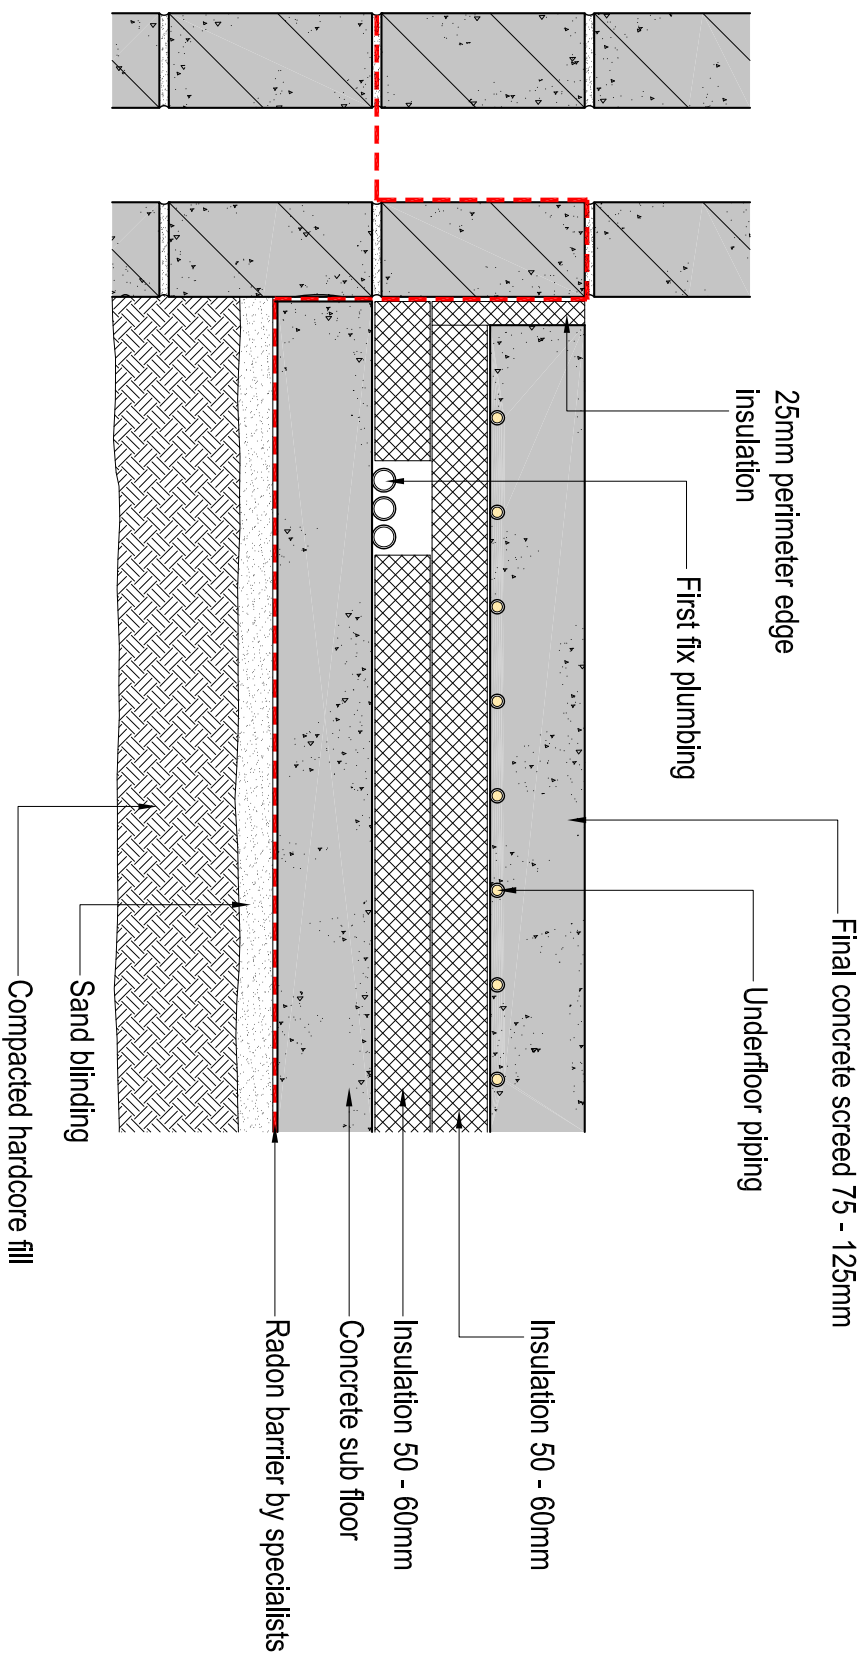 Final concrete screed 75 - 125mm
25mm perimeter edge
insulation
Underfloor piping
First fix plumbing
Insulation 50 - 60mm
Insulation 50 - 60mm
Concrete sub floor
Radon barrier by specialists
Sand blinding
Compacted hardcore fill